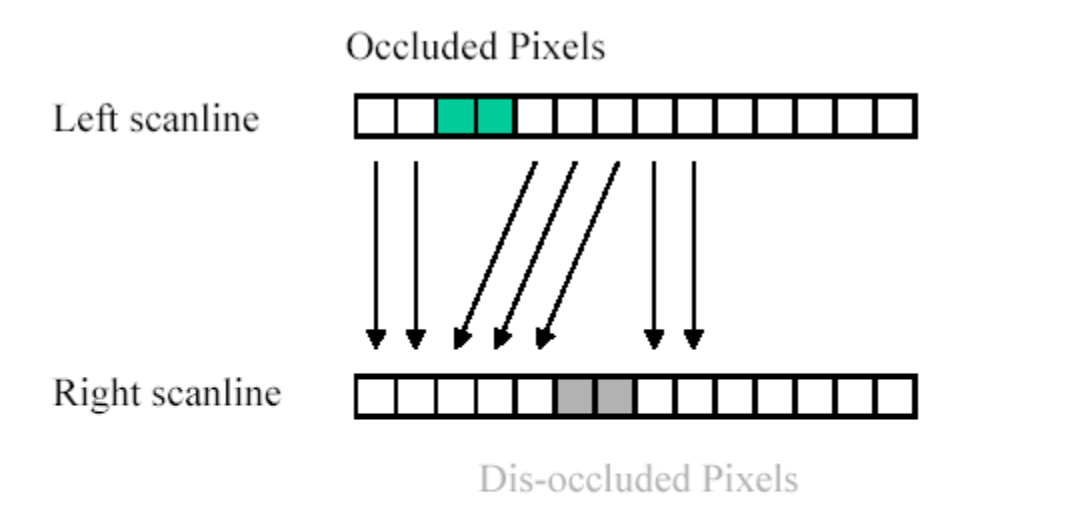 Occluded Pixels
Left scanline
Right scanline
Dis-occluded Pixels